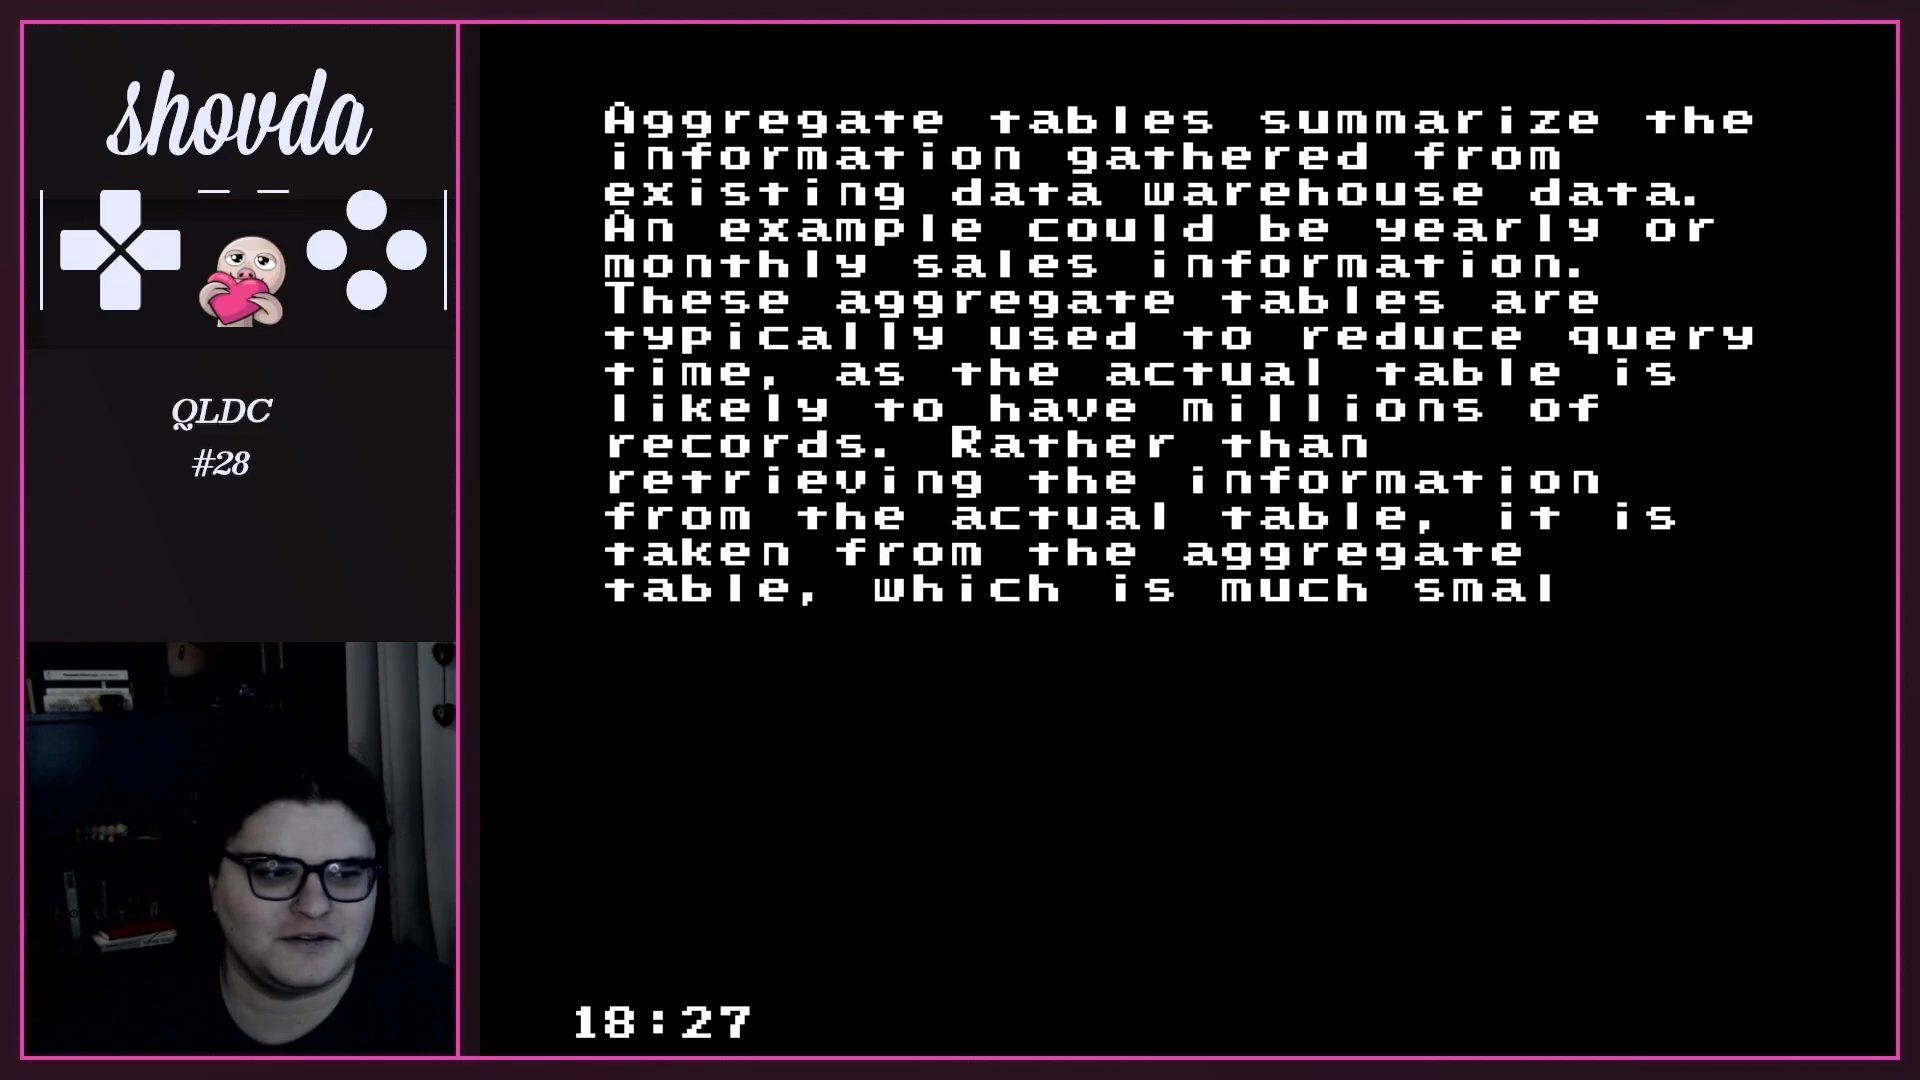 shovda
QLDC
#28
Aggregate tables summarize the
information gathered from
existing data warehouse data.
An example could be yearly or
monthly sales information.
These aggregate tables are
typically used to reduce query
time, as the actual table is
likely to have millions of
records. Rather than
retrieving the information
from the actual table, it is
taken from the aggregate
table, which is much smal
18:27